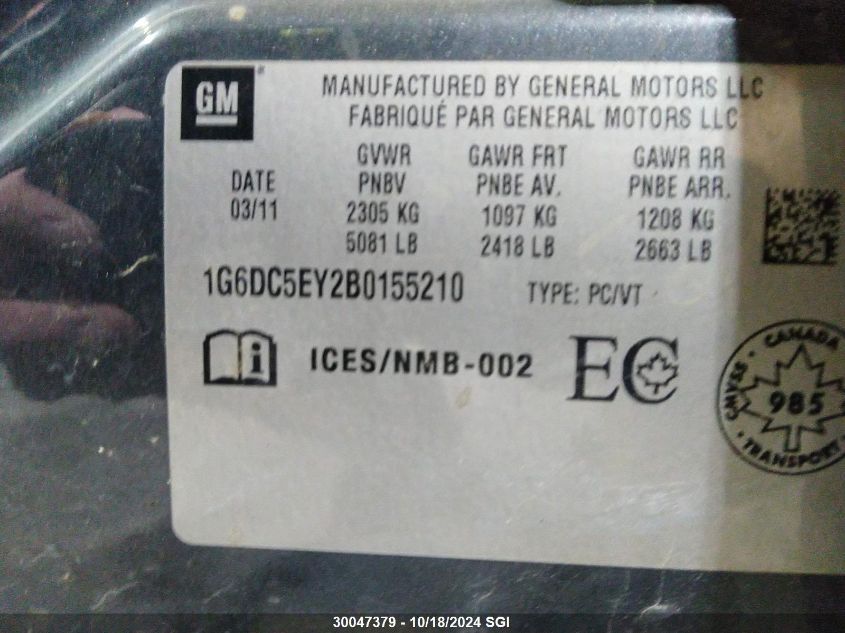 GM
MANUFACTURED BY GENERAL MOTORS LLC
FABRIQUÉ PAR GENERAL MOTORS LLC
DATE
03/11
GVWR
PNBV
2305 KG
5081 LB
GAWR FRT
PNBE AV.
1097 KG
2418 LB
GAWR RR
PNBE ARR.
1208 KG
2663 LB
1G6DC5EY2B0155210 TYPE: PC/VT
i ICES/NMB-002 EC
CANADA
CMVSS
985
TRANSPORT
30047379 - 10/18/2024 SGI